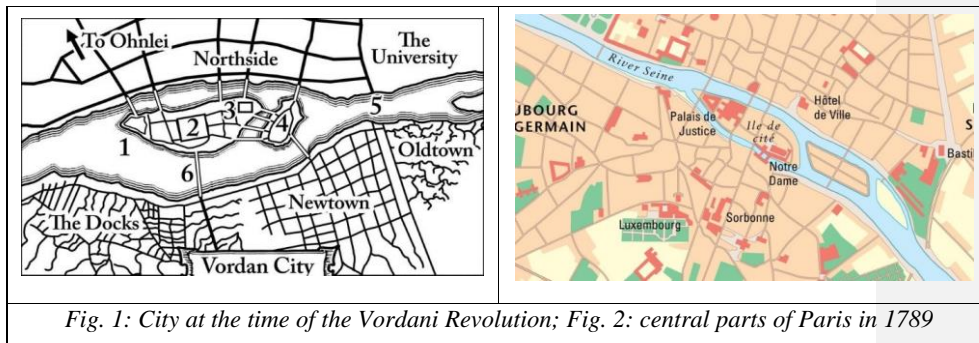 To Ohnlei
Northside
The
University
1
2
3
4
5
6
Oldtown
Newtown
The Docks
Vordan City
River Seine
UBOURG
GERMAIN
Palais de
Justice
Ile de
cité
Hôtel
de Ville
S
Basti
Notre
Dame
Sorbonne
Luxembourg
Fig. 1: City at the time of the Vordani Revolution; Fig. 2: central parts of Paris in 1789